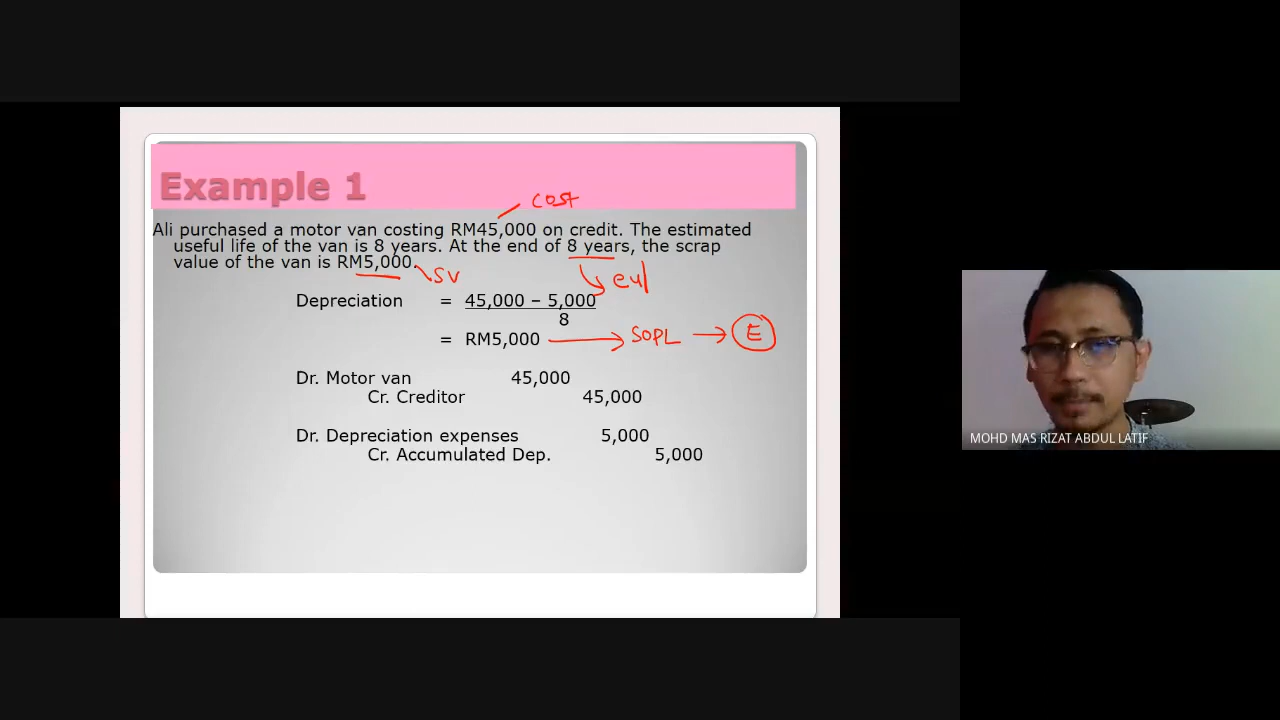 Example 1
cost
Ali purchased a motor van costing RM45,000 on credit. The estimated
useful life of the van is 8 years. At the end of 8 years, the scrap
value of the van is RM5,000.
SV
eul
Depreciation = 45,000 – 5,000
8
= RM5,000 → SOPL → E
Dr. Motor van 45,000
Cr. Creditor 45,000
Dr. Depreciation expenses 5,000
Cr. Accumulated Dep. 5,000
MOHD MAS RIZAT ABDUL LATIF